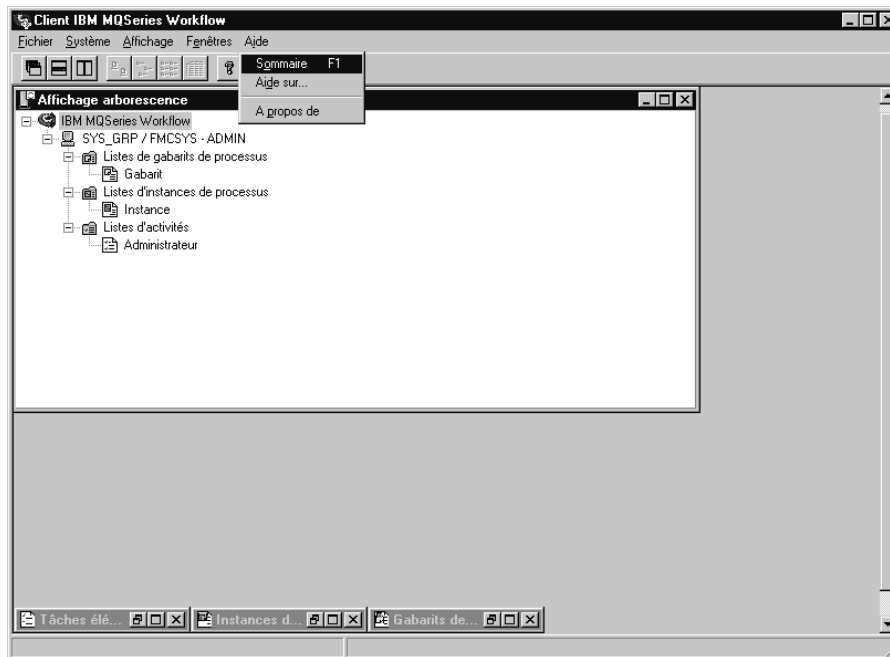 Client IBM MQSeries Workflow
Fichier Système Affichage Fenêtres Aide
Sommaire F1
Aide sur...
A propos de
Affichage arborescence
IBM MQSeries Workflow
SYS_GRP / FMCSYS - ADMIN
Listes de gabarits de processus
Gabarit
Listes d'instances de processus
Instance
Listes d'activités
Administrateur
Tâches élé... Instances d... Gabarits de...